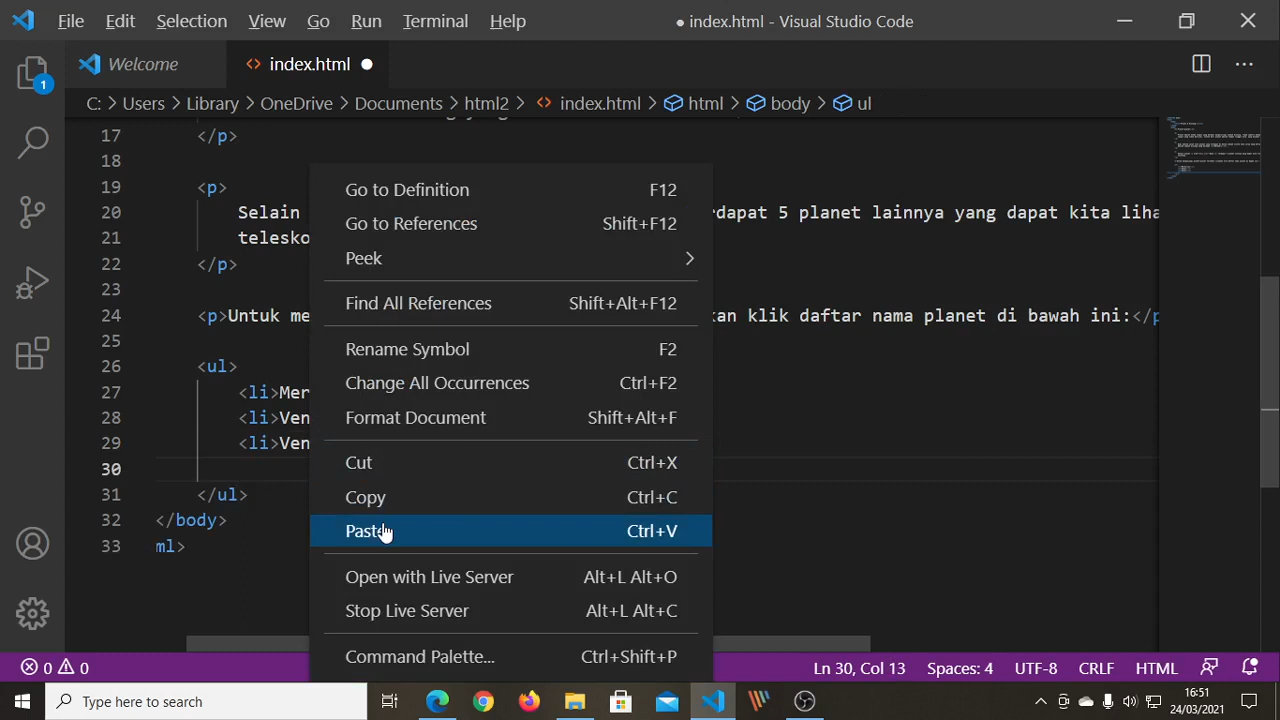 File Edit Selection View Go Run Terminal Help ● index.html - Visual Studio Code
Welcome <> index.html ●
1
C: > Users > Library > OneDrive > Documents > html2 > <> index.html > html > body > ul
17 </p>
18
19 <p>
20 Selain rdapat 5 planet lainnya yang dapat kita liha
21 telesko
22 </p>
23
24 <p>Untuk me kan klik daftar nama planet di bawah ini:</p
25
26 <ul>
27 <li>Mer
28 <li>Ven
29 <li>Ven
30
31 </ul>
32 </body>
33 ml>
Go to Definition F12
Go to References Shift+F12
Peek >
Find All References Shift+Alt+F12
Rename Symbol F2
Change All Occurrences Ctrl+F2
Format Document Shift+Alt+F
Cut Ctrl+X
Copy Ctrl+C
Paste Ctrl+V
Open with Live Server Alt+L Alt+O
Stop Live Server Alt+L Alt+C
Command Palette... Ctrl+Shift+P
0 0 Ln 30, Col 13 Spaces: 4 UTF-8 CRLF HTML
Type here to search
16:51
24/03/2021